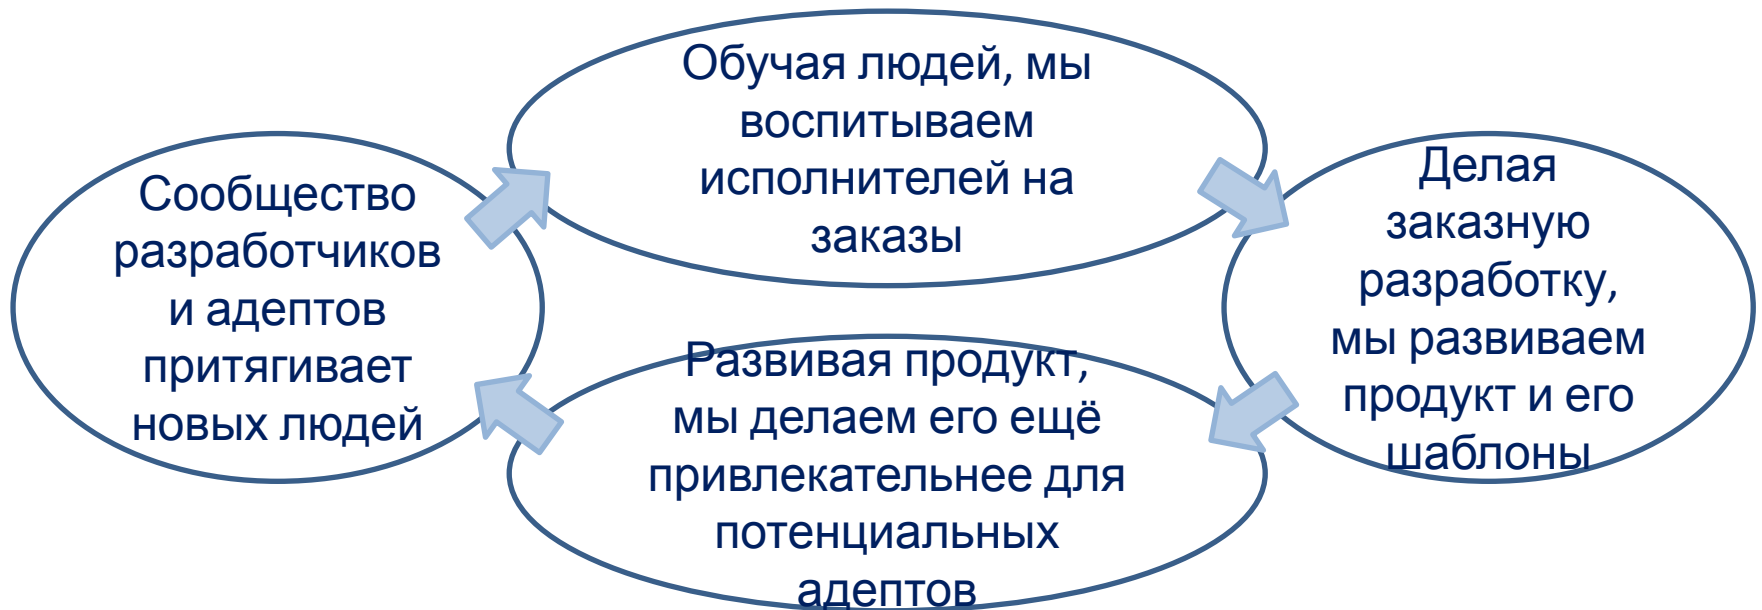 Обучая людей, мы
воспитываем
исполнителей на
заказы
Сообщество
разработчиков
и адептов
притягивает
новых людей
Делая
заказную
разработку,
мы развиваем
продукт и его
шаблоны
Развивая продукт,
мы делаем его ещё
привлекательнее для
потенциальных
адептов